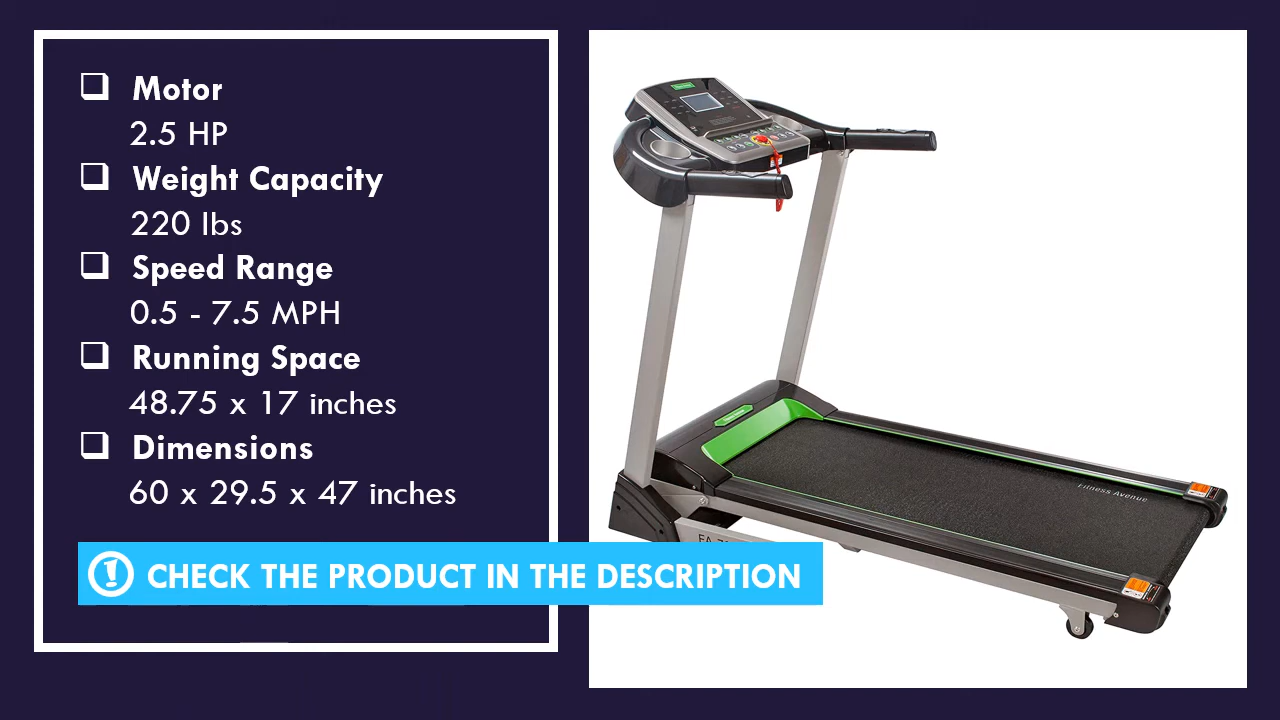 Motor
2.5 HP
Weight Capacity
220 lbs
Speed Range
0.5 - 7.5 MPH
Running Space
48.75 x 17 inches
Dimensions
60 x 29.5 x 47 inches
CHECK THE PRODUCT IN THE DESCRIPTION
Fitness Avenue